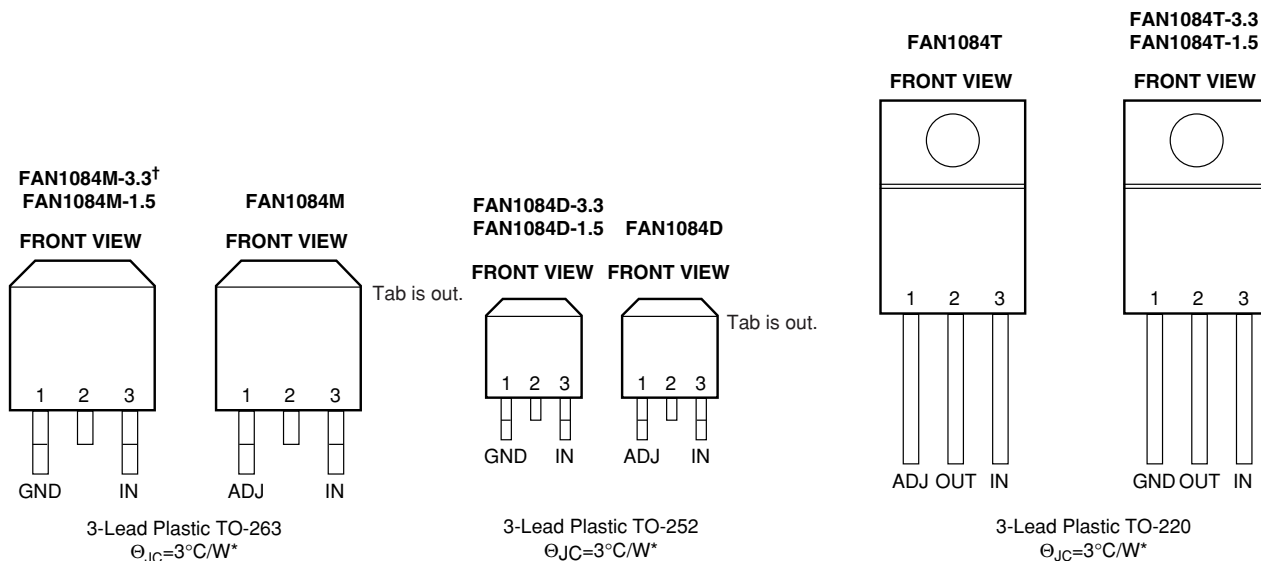 FAN1084M-3.3†
FAN1084M-1.5
FRONT VIEW
1 2 3
GND IN
FAN1084M
FRONT VIEW
Tab is out.
1 2 3
ADJ IN
3-Lead Plastic TO-263
ΘJC=3°C/W*
FAN1084D-3.3
FAN1084D-1.5
FRONT VIEW
1 2 3
GND IN
FAN1084D
FRONT VIEW
Tab is out.
1 2 3
ADJ IN
3-Lead Plastic TO-252
ΘJC=3°C/W*
FAN1084T
FRONT VIEW
1 2 3
ADJ OUT IN
FAN1084T-3.3
FAN1084T-1.5
FRONT VIEW
1 2 3
GND OUT IN
3-Lead Plastic TO-220
ΘJC=3°C/W*